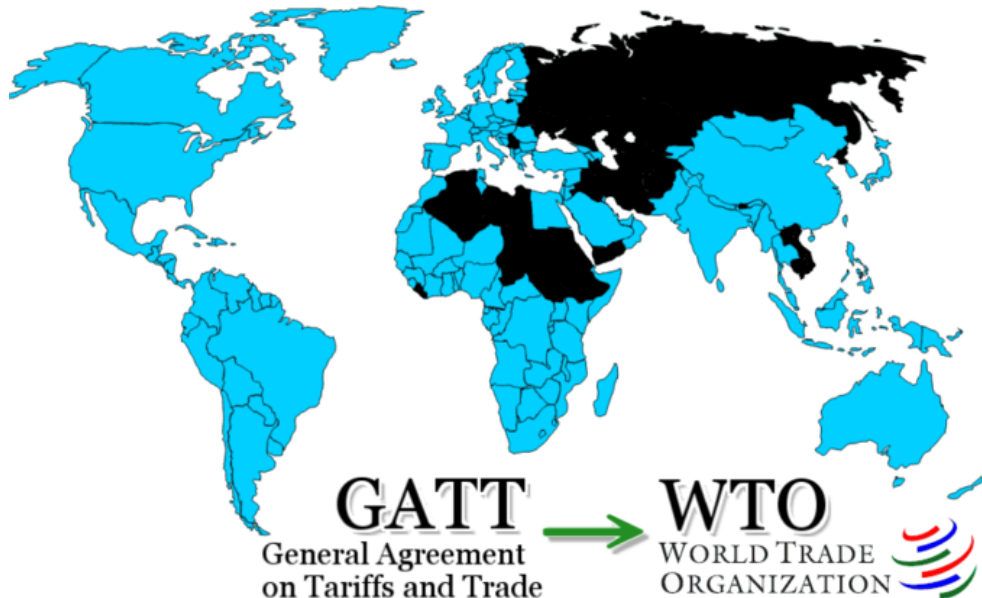 GATT
General Agreement
on Tariffs and Trade
WTO
WORLD TRADE
ORGANIZATION